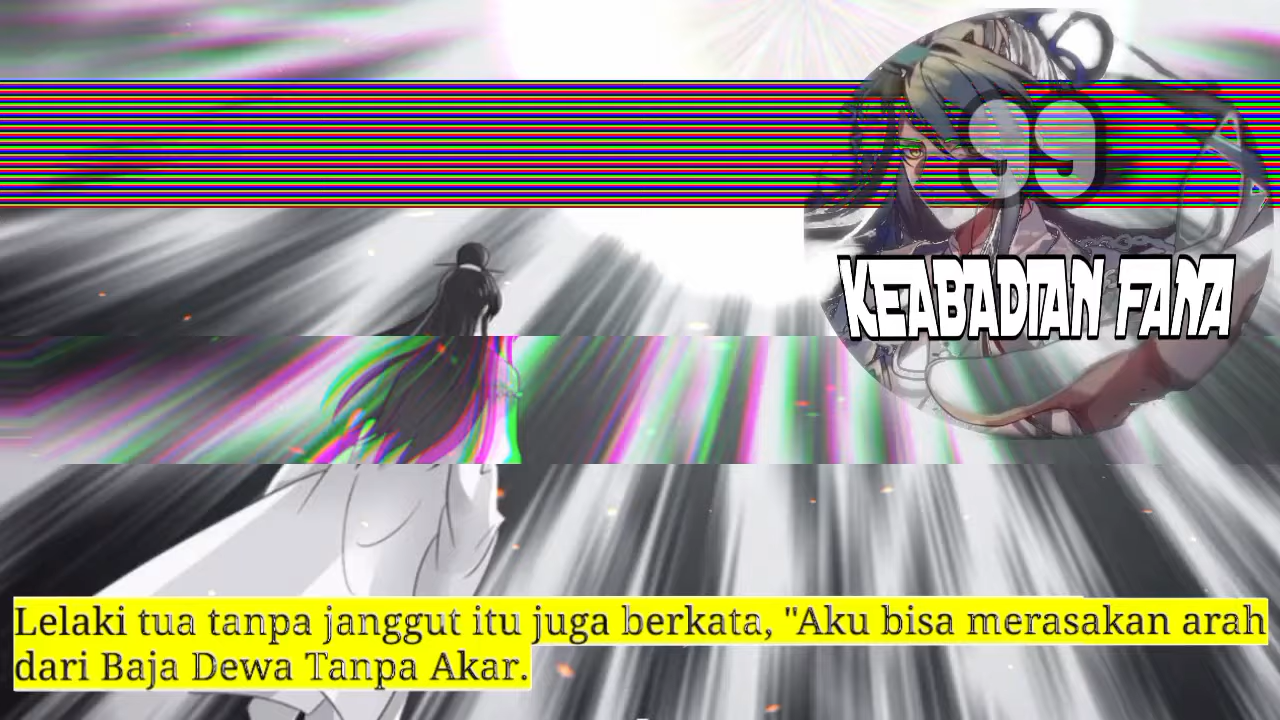 99
KEABADIAN FANA
Lelaki tua tanpa janggut itu juga berkata, "Aku bisa merasakan arah
dari Baja Dewa Tanpa Akar.